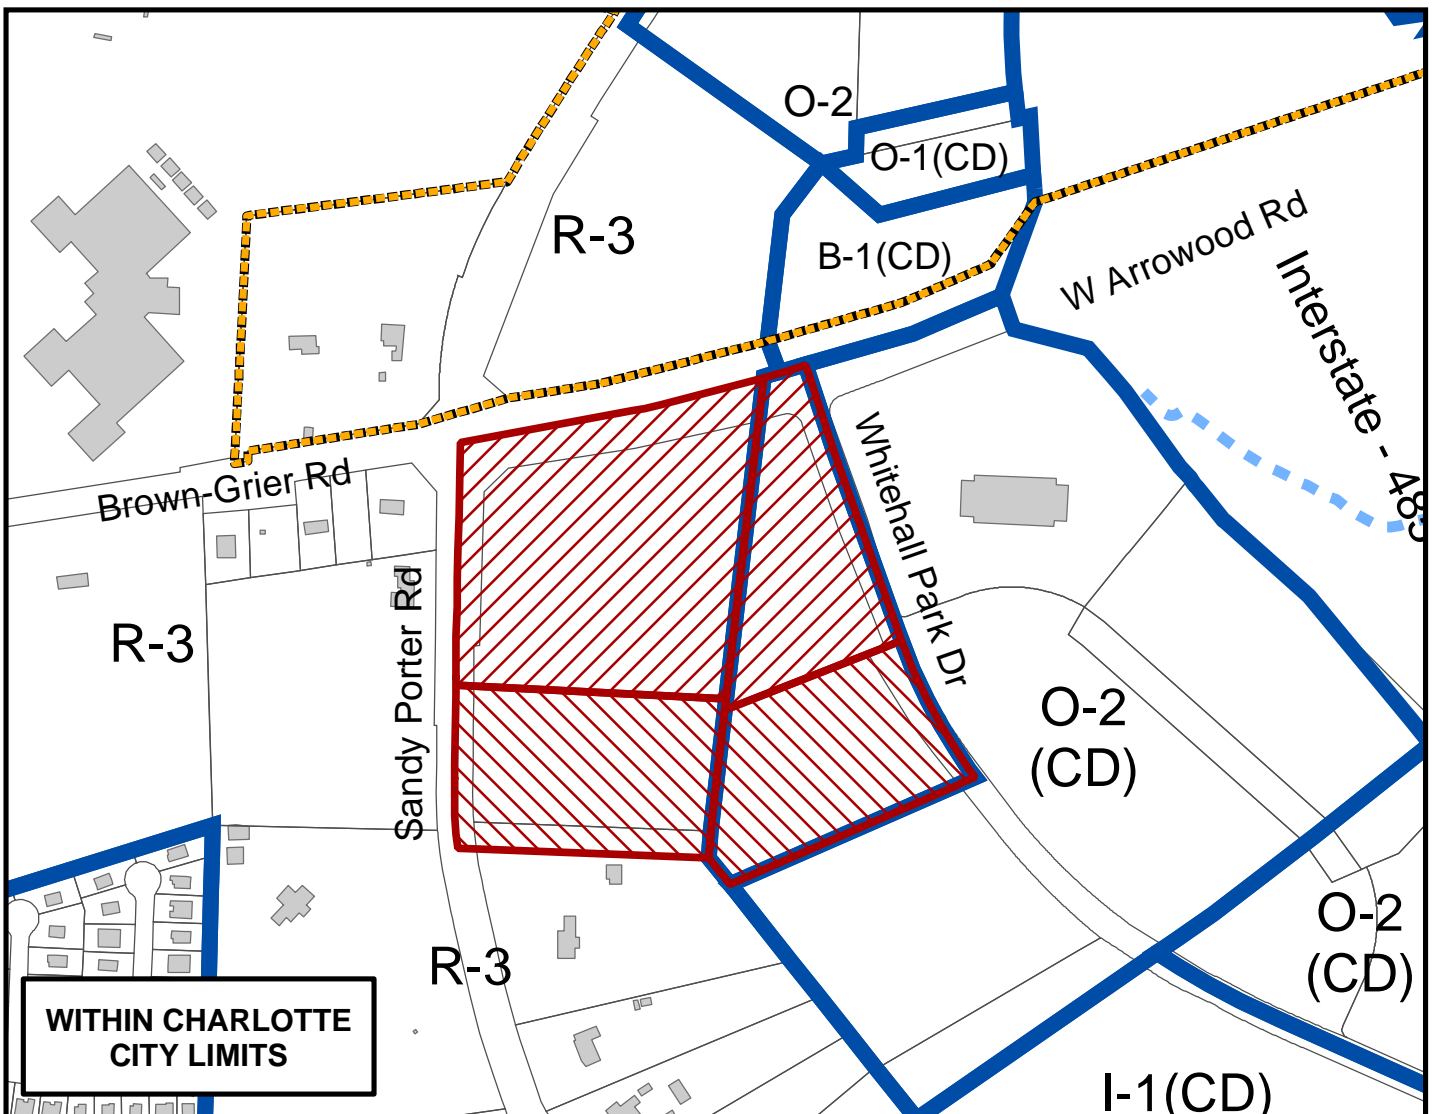 O-2
O-1(CD)
R-3
B-1(CD)
W Arrowood Rd
Interstate - 485
Brown-Grier Rd
Whitehall Park Dr
Sandy Porter Rd
R-3
O-2
(CD)
O-2
(CD)
R-3
WITHIN CHARLOTTE
CITY LIMITS
I-1(CD)